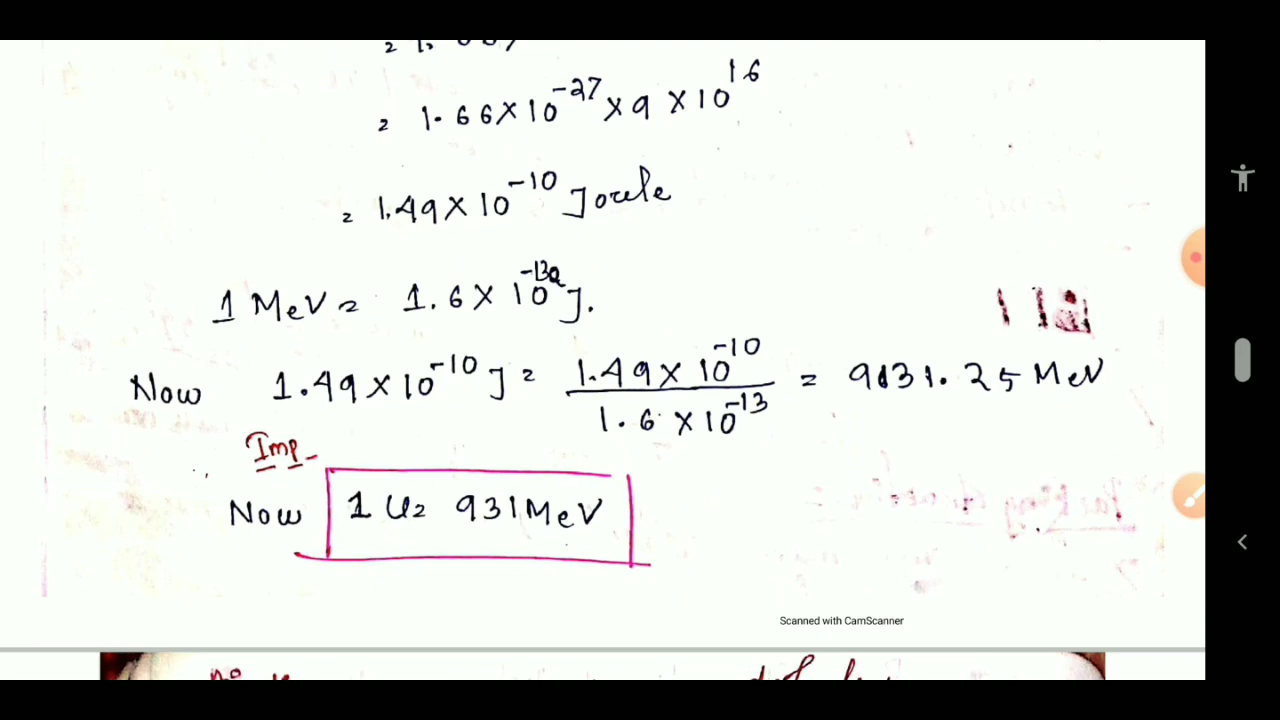 = 1.66×10^-27 × 9 × 10^16
= 1.49 × 10^-10 Joule
1 MeV = 1.6 × 10^-13 J.
Now 1.49 × 10^-10 J = 1.49 × 10^-10 / 1.6 × 10^-13 = 931.25 MeV
Imp
Now 1 U = 931 MeV
Scanned with CamScanner